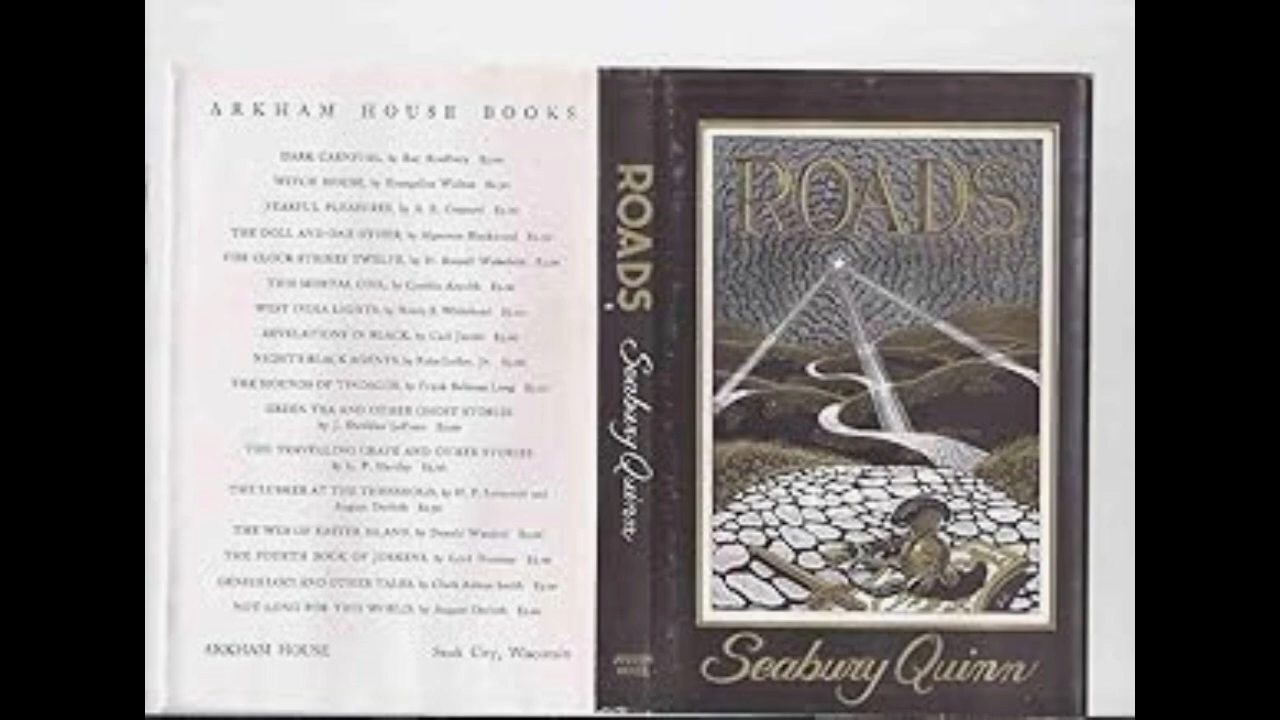 ARKHAM HOUSE BOOKS
DARK CARNIVAL, by Ray Bradbury
WITCH HOUSE, by Evangeline Walton
FEARFUL PLEASURES, by A. E. Coppard
THE DOLL AND ONE OTHER, by Algernon Blackwood
THE CLOCK STRIKES TWELVE, by H. Russell Wakefield
THIS MORTAL COIL, by Cynthia Asquith
WEST INDIA LIGHTS, by Henry S. Whitehead
REVELATIONS IN BLACK, by Carl Jacobi
NIGHT'S BLACK AGENTS, by Fritz Leiber, Jr.
THE HOUNDS OF TINDALOS, by Frank Belknap Long
GREEN TEA AND OTHER GHOST STORIES
by J. Sheridan LeFanu
THE TRAVELLING GRAVE AND OTHER STORIES
by L. P. Hartley
THE LURKER AT THE THRESHOLD, by H. P. Lovecraft and
August Derleth
THE WEB OF EASTER ISLAND, by Donald Wandrei
THE FOURTH BOOK OF JORKENS, by Lord Dunsany
GENIUS LOCI AND OTHER TALES, by Clark Ashton Smith
NOT LONG FOR THIS WORLD, by August Derleth
ARKHAM HOUSE
Sauk City, Wisconsin
ROADS
Seabury Quinn
ARKHAM
HOUSE
ROADS
Seabury Quinn